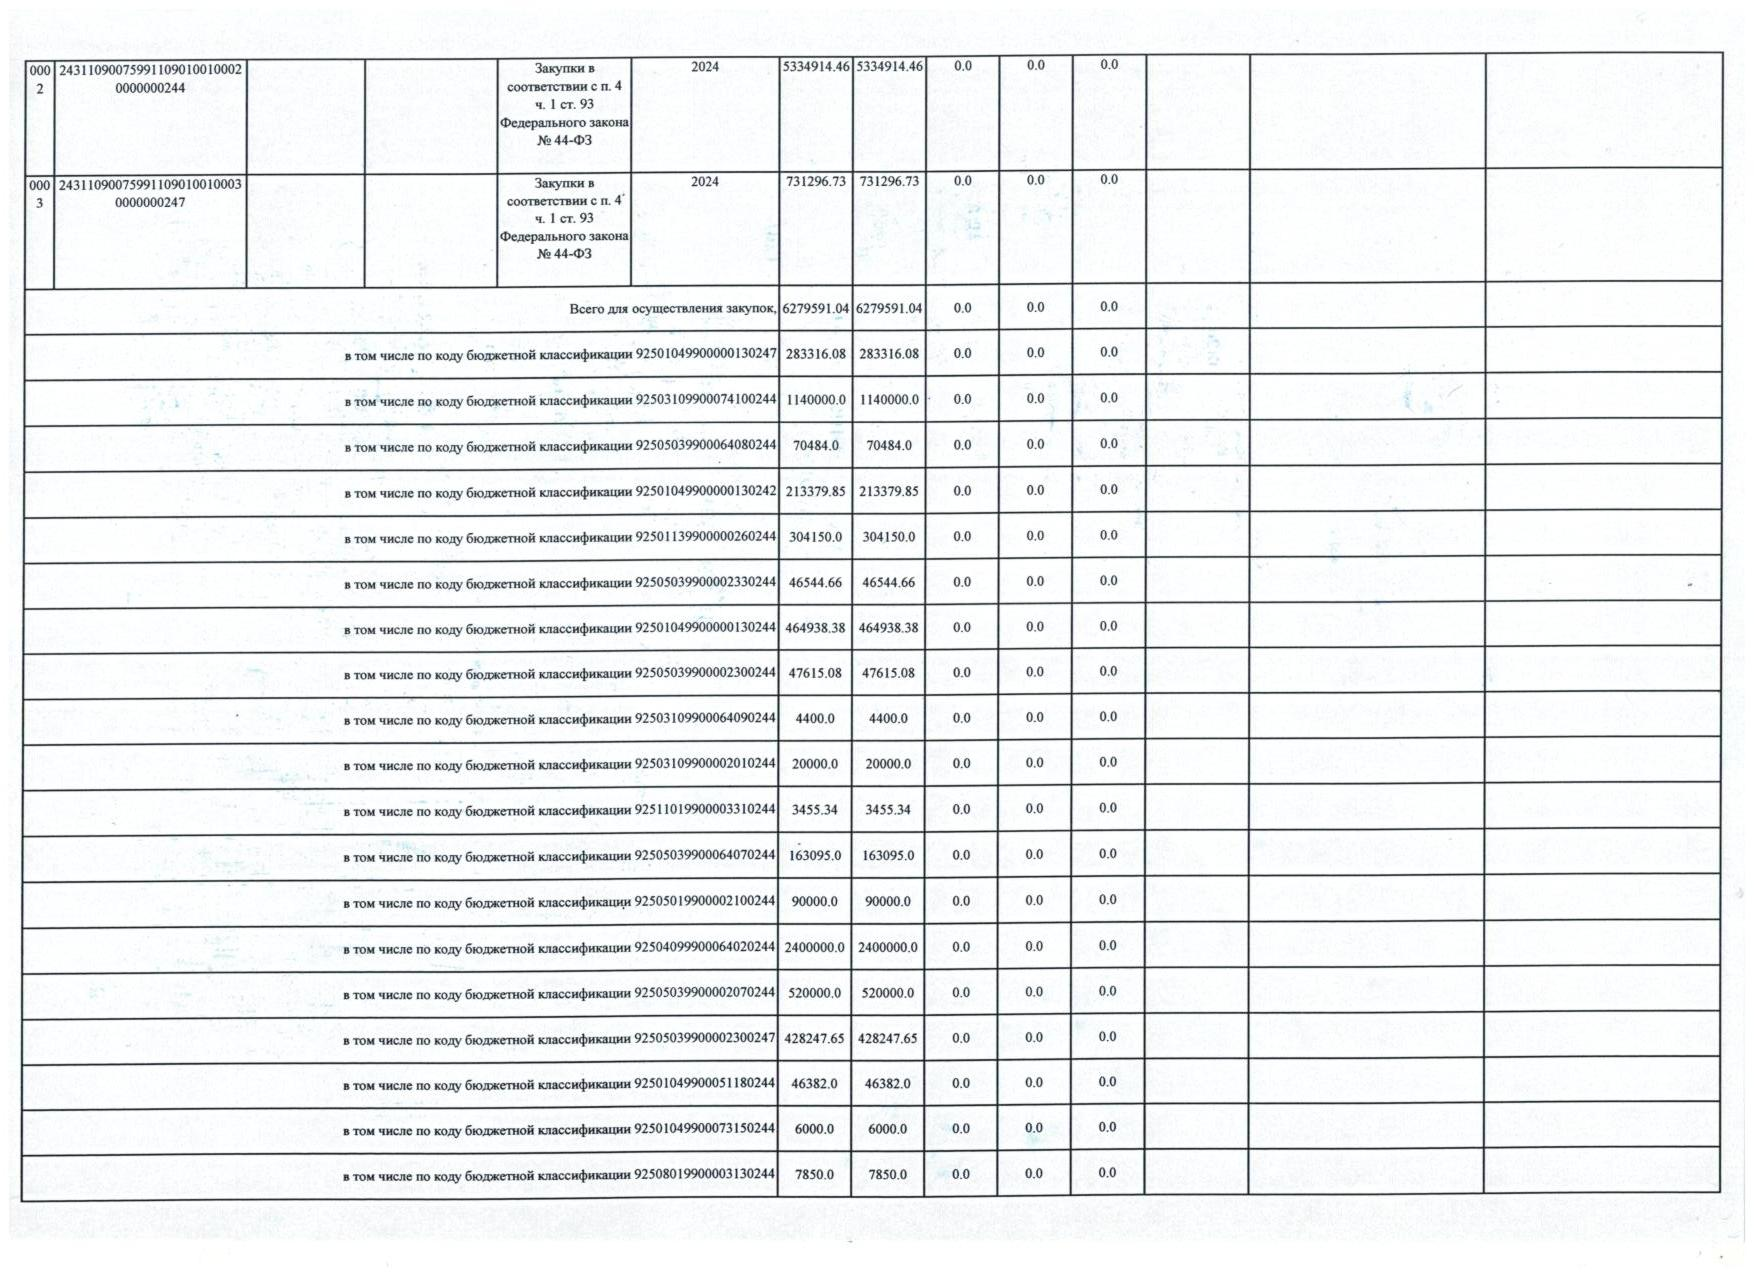 000 243110900759911090100100020 Закупки в 2024 5334914.46 5334914.46 0.0 0.0 0.0
2 0000000244 соответствии с п. 4
ч. 1 ст. 93
Федерального закона
№ 44-ФЗ
000 24311090075991109010010003 Закупки в 2024 731296.73 731296.73 0.0 0.0 0.0
3 0000000247 соответствии с п. 4
ч. 1 ст. 93
Федерального закона
№ 44-ФЗ
Всего для осуществления закупок, 6279591.04 6279591.04 0.0 0.0 0.0
в том числе по коду бюджетной классификации 92501049900000130247 283316.08 283316.08 0.0 0.0 0.0
в том числе по коду бюджетной классификации 92503109900074100244 1140000.0 1140000.0 0.0 0.0 0.0
в том числе по коду бюджетной классификации 92505039900064080244 70484.0 70484.0 0.0 0.0 0.0
в том числе по коду бюджетной классификации 92501049900000130242 213379.85 213379.85 0.0 0.0 0.0
в том числе по коду бюджетной классификации 92501139900000260244 304150.0 304150.0 0.0 0.0 0.0
в том числе по коду бюджетной классификации 92505039900002330244 46544.66 46544.66 0.0 0.0 0.0
в том числе по коду бюджетной классификации 92501049900000130244 464938.38 464938.38 0.0 0.0 0.0
в том числе по коду бюджетной классификации 92505039900002300244 47615.08 47615.08 0.0 0.0 0.0
в том числе по коду бюджетной классификации 92503109900064090244 4400.0 4400.0 0.0 0.0 0.0
в том числе по коду бюджетной классификации 92503109900002010244 20000.0 20000.0 0.0 0.0 0.0
в том числе по коду бюджетной классификации 92511019900003310244 3455.34 3455.34 0.0 0.0 0.0
в том числе по коду бюджетной классификации 92505039900064070244 163095.0 163095.0 0.0 0.0 0.0
в том числе по коду бюджетной классификации 92505019900002100244 90000.0 90000.0 0.0 0.0 0.0
в том числе по коду бюджетной классификации 92504099900064020244 2400000.0 2400000.0 0.0 0.0 0.0
в том числе по коду бюджетной классификации 92505039900002070244 520000.0 520000.0 0.0 0.0 0.0
в том числе по коду бюджетной классификации 92505039900002300247 428247.65 428247.65 0.0 0.0 0.0
в том числе по коду бюджетной классификации 92501049900051180244 46382.0 46382.0 0.0 0.0 0.0
в том числе по коду бюджетной классификации 92501049900073150244 6000.0 6000.0 0.0 0.0 0.0
в том числе по коду бюджетной классификации 92508019900003130244 7850.0 7850.0 0.0 0.0 0.0